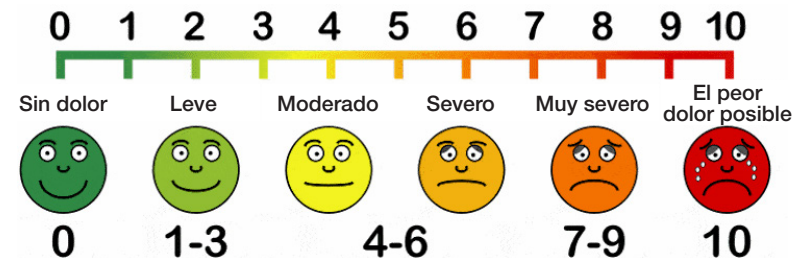 0 1 2 3 4 5 6 7 8 9 10
Sin dolor Leve Moderado Severo Muy severo El peor
dolor posible
0 1-3 4-6 7-9 10